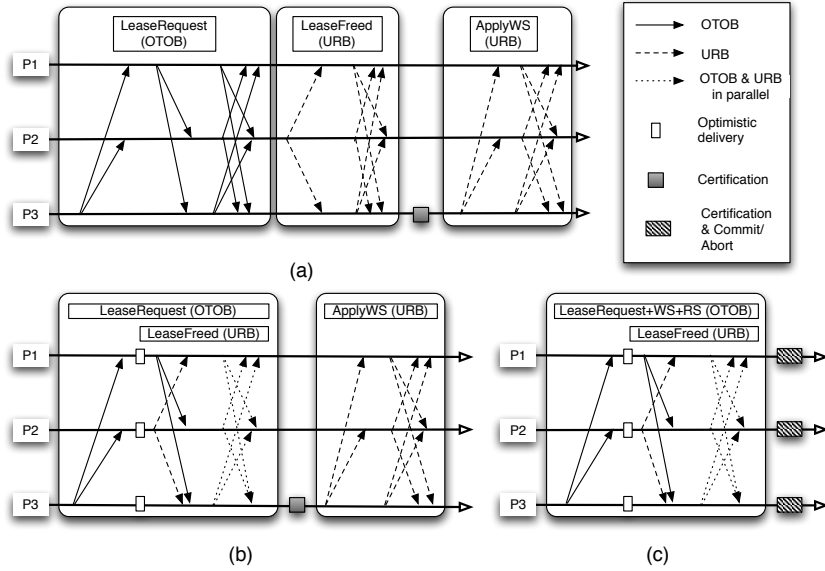 LeaseRequest
(OTOB)
LeaseFreed
(URB)
ApplyWS
(URB)
P1
P2
P3
(a)
OTOB
URB
OTOB & URB
in parallel
Optimistic
delivery
Certification
Certification
& Commit/
Abort
LeaseRequest (OTOB)
LeaseFreed (URB)
ApplyWS (URB)
P1
P2
P3
(b)
LeaseRequest+WS+RS (OTOB)
LeaseFreed (URB)
P1
P2
P3
(c)